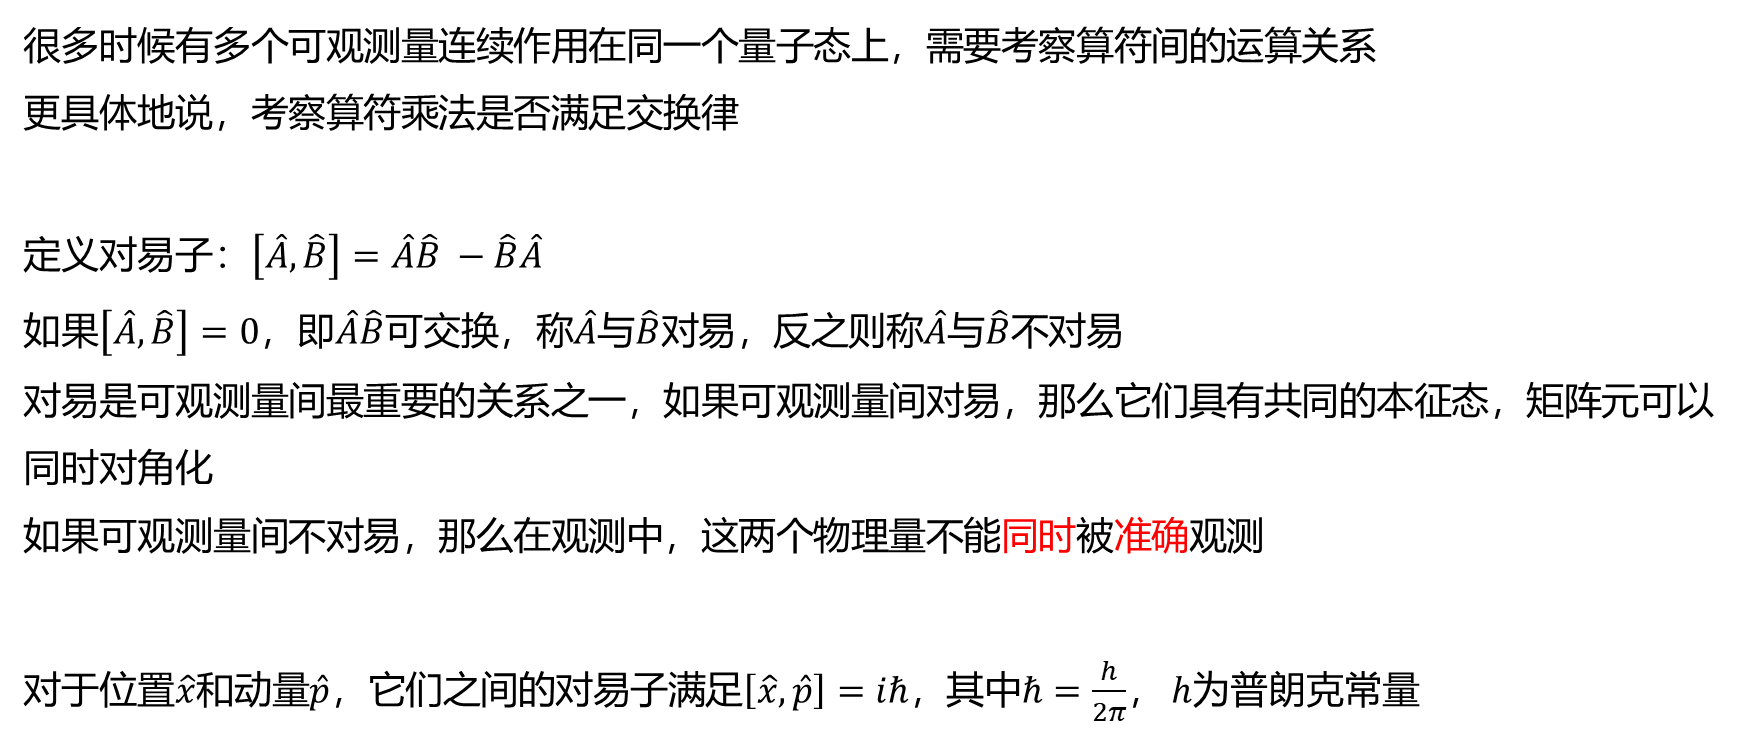 很多时候有多个可观测量连续作用在同一个量子态上，需要考察算符间的运算关系
更具体地说，考察算符乘法是否满足交换律
定义对易子：[Â, B̂] = ÂB̂ − B̂Â
如果[Â, B̂] = 0，即ÂB̂可交换，称Â与B̂对易，反之则称Â与B̂不对易
对易是可观测量间最重要的关系之一，如果可观测量间对易，那么它们具有共同的本征态，矩阵元可以
同时对角化
如果可观测量间不对易，那么在观测中，这两个物理量不能同时被准确观测
对于位置x̂和动量p̂，它们之间的对易子满足[x̂, p̂] = iħ，其中ħ = h/2π， h为普朗克常量